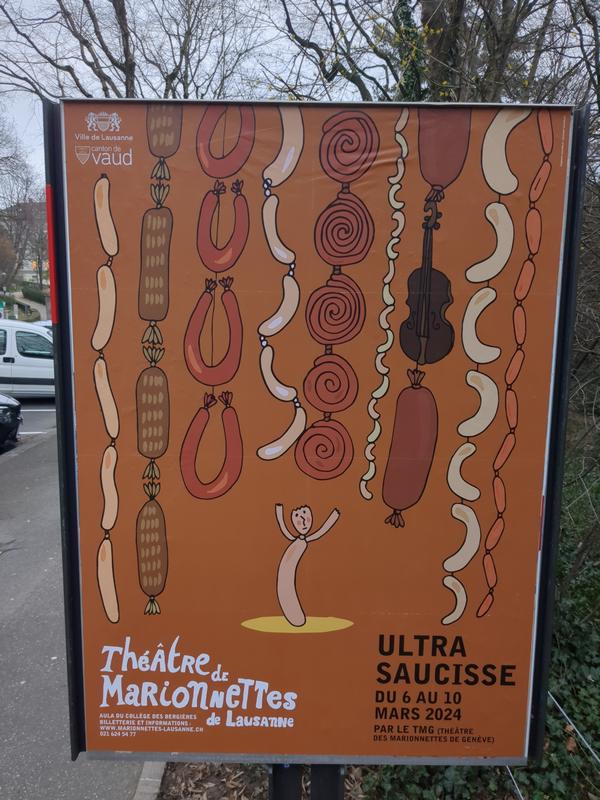 Ville de Lausanne
canton de
vaud
Théâtre de
Marionnettes
de Lausanne
AULA DU COLLÈGE DES BERGIÈRES
BILLETTERIE ET INFORMATIONS :
WWW.MARIONNETTES-LAUSANNE.CH
021 624 54 77
ULTRA
SAUCISSE
DU 6 AU 10
MARS 2024
PAR LE TMG (THÉÂTRE
DES MARIONNETTES DE GENÈVE)